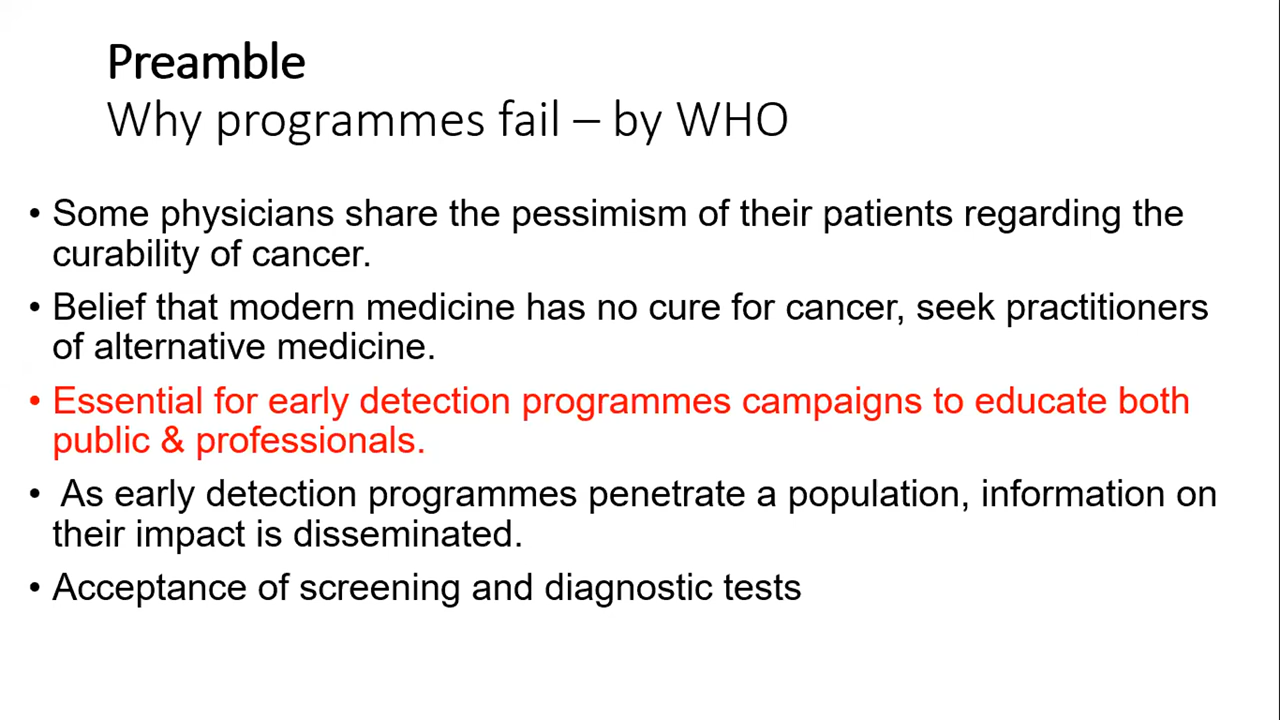 Preamble
Why programmes fail – by WHO
• Some physicians share the pessimism of their patients regarding the
curability of cancer.
• Belief that modern medicine has no cure for cancer, seek practitioners
of alternative medicine.
• Essential for early detection programmes campaigns to educate both
public & professionals.
• As early detection programmes penetrate a population, information on
their impact is disseminated.
• Acceptance of screening and diagnostic tests